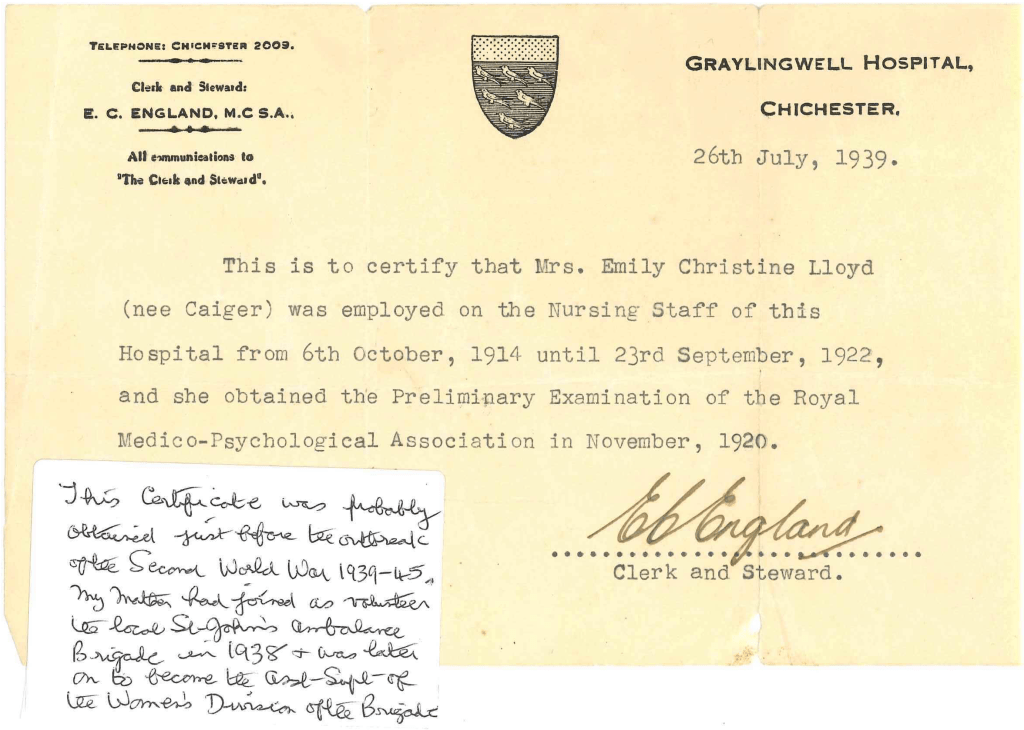 TELEPHONE: CHICHESTER 2009.
Clerk and Steward:
E. C. ENGLAND, M.C S.A.,
All communications to
"The Clerk and Steward".
GRAYLINGWELL HOSPITAL,
CHICHESTER.
26th July, 1939.
This is to certify that Mrs. Emily Christine Lloyd
(nee Caiger) was employed on the Nursing Staff of this
Hospital from 6th October, 1914 until 23rd September, 1922,
and she obtained the Preliminary Examination of the Royal
Medico-Psychological Association in November, 1920.
E C England
Clerk and Steward.
This Certificate was probably
obtained just before the outbreak
of the Second World War 1939-45.
My Mother had joined as volunteer
the local St-John's ambulance
Brigade in 1938 + was later
on to become the asst-Supt-of
the Women's Division of the Brigade